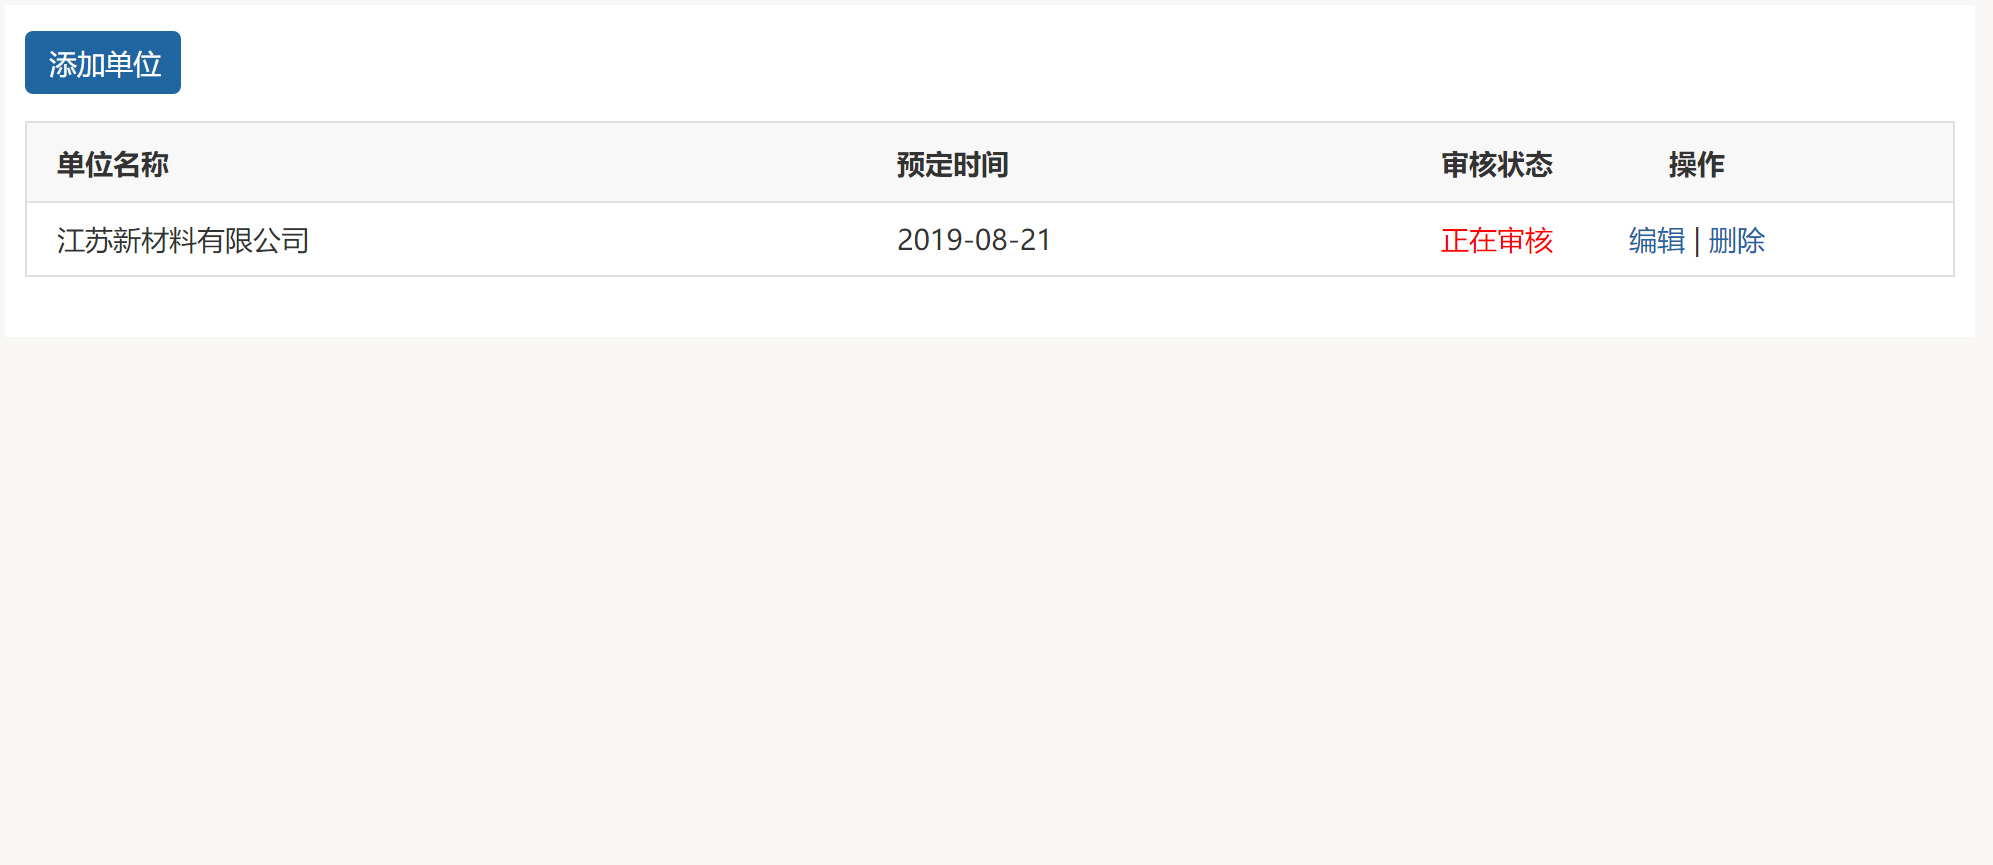 添加单位
单位名称 预定时间 审核状态 操作
江苏新材料有限公司 2019-08-21 正在审核 编辑 | 删除